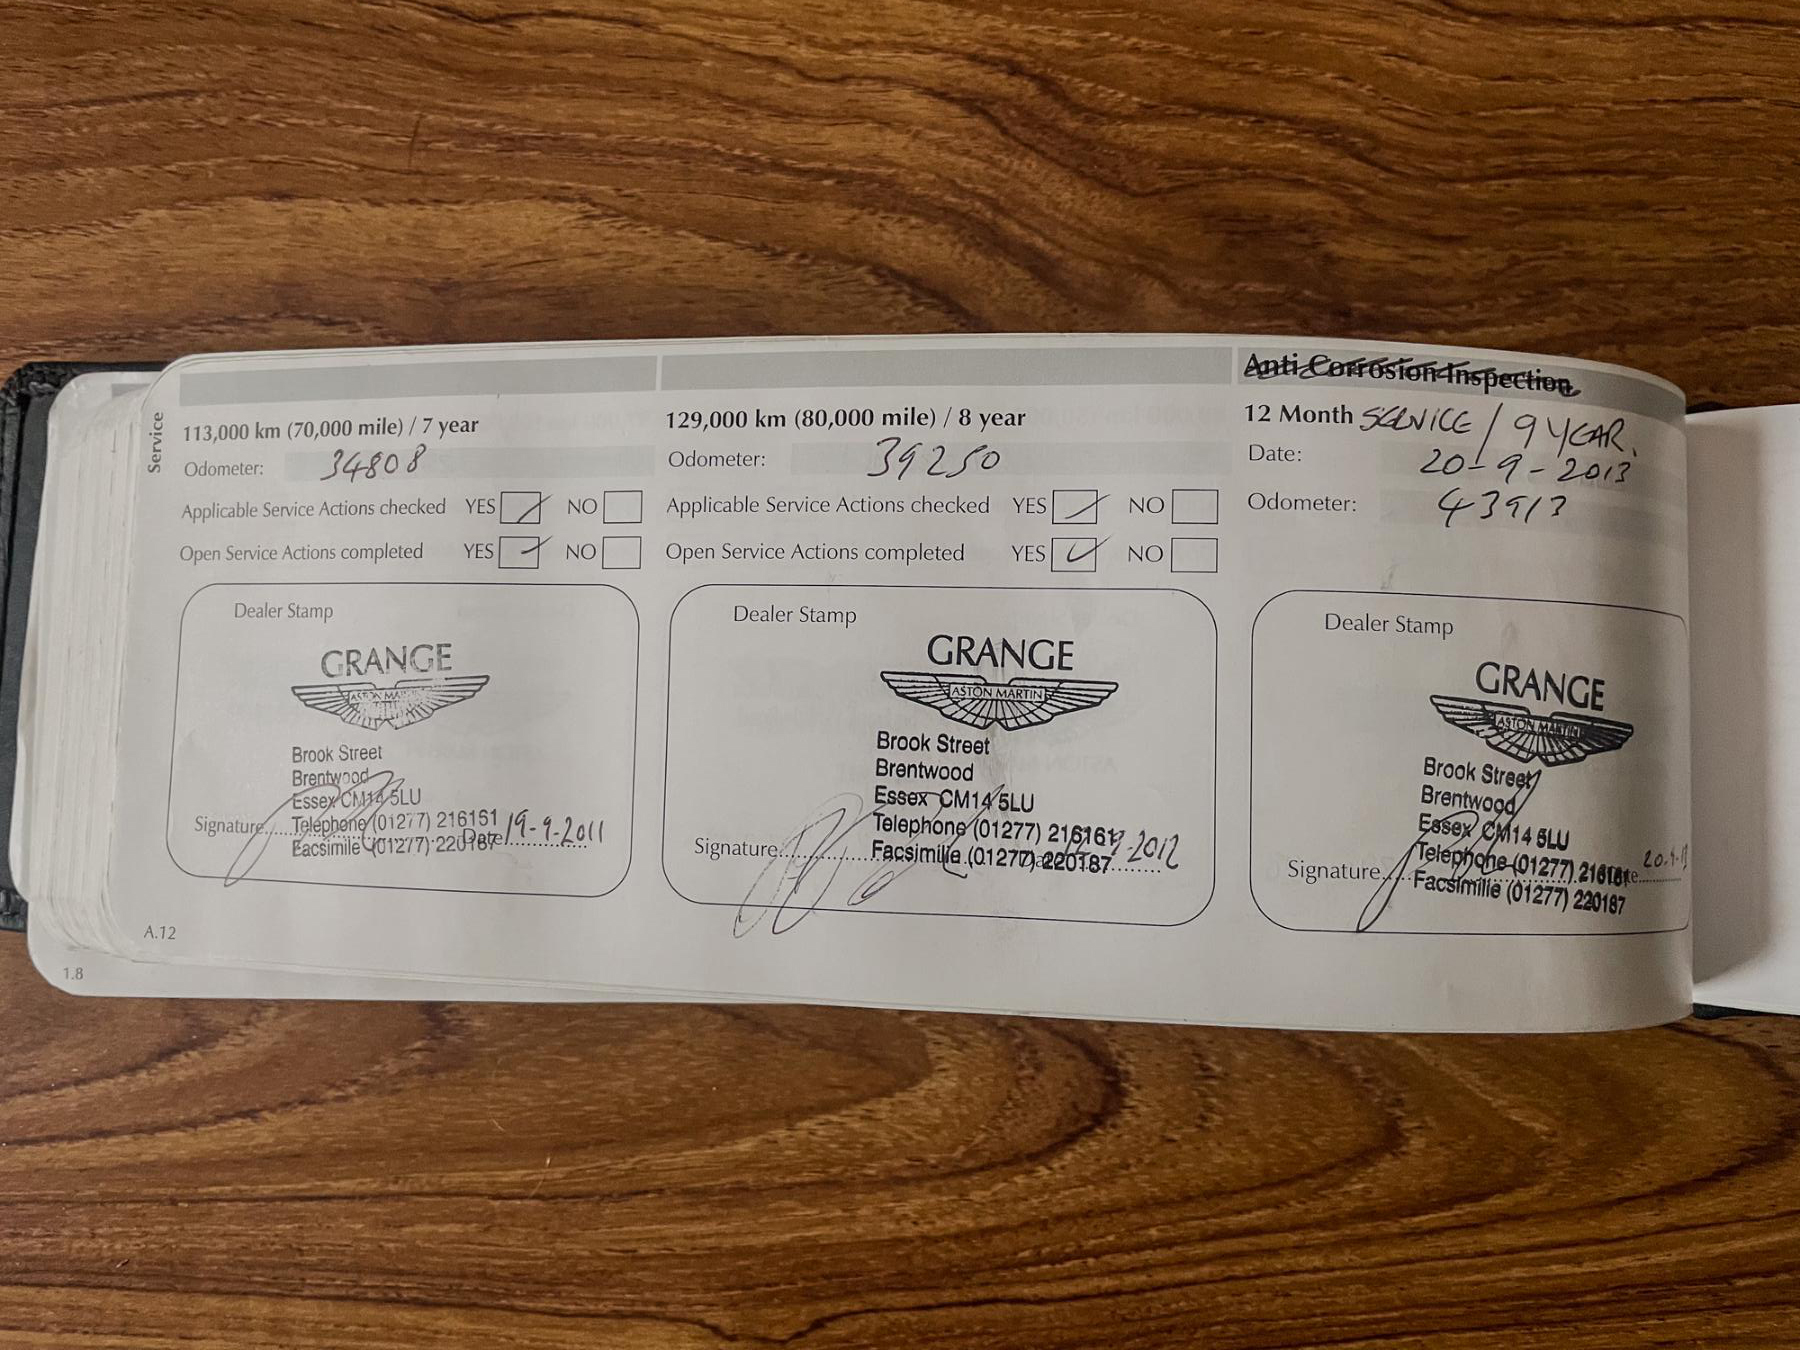 Service
113,000 km (70,000 mile) / 7 year
Odometer: 34808
Applicable Service Actions checked YES NO
Open Service Actions completed YES NO
Dealer Stamp
GRANGE
ASTON MARTIN
Brook Street
Brentwood
Essex CM14 5LU
Telephone (01277) 216161
Facsimile (01277) 220187
Signature Date 19-9-2011
A.12
1.8
129,000 km (80,000 mile) / 8 year
Odometer: 39250
Applicable Service Actions checked YES NO
Open Service Actions completed YES NO
Dealer Stamp
GRANGE
ASTON MARTIN
Brook Street
Brentwood
Essex CM14 5LU
Telephone (01277) 216161
Facsimilie (01277) 220187
Signature 2012
Anti Corrosion Inspection
12 Month SERVICE / 9 YEAR.
Date: 20-9-2013
Odometer: 43913
Dealer Stamp
GRANGE
ASTON MARTIN
Brook Street
Brentwood
Essex CM14 5LU
Telephone (01277) 216161
Facsimilie (01277) 220187
Signature